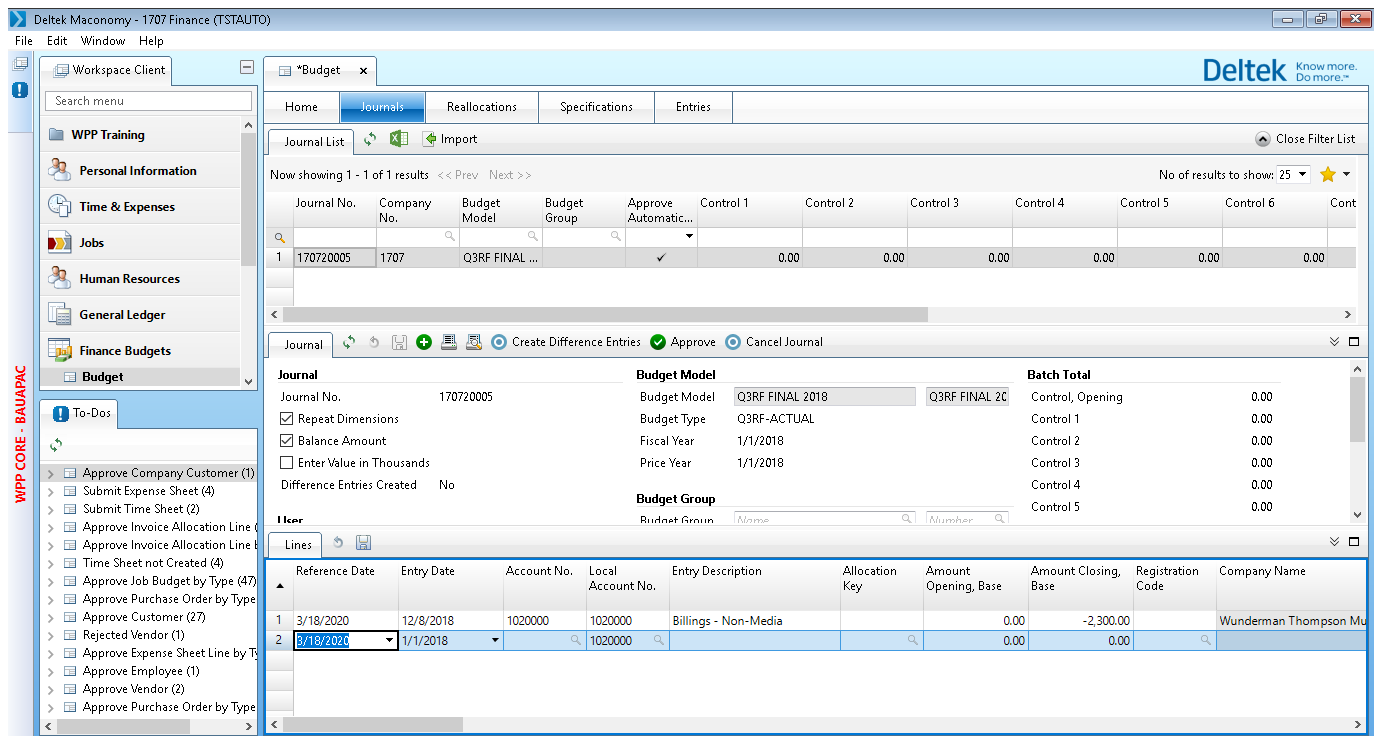 Deltek Maconomy - 1707 Finance (TSTAUTO)
File Edit Window Help
Workspace Client
Search menu
WPP Training
Personal Information
Time & Expenses
Jobs
Human Resources
General Ledger
Finance Budgets
Budget
WPP CORE - BAUAPAC
To-Dos
Approve Company Customer (1)
Submit Expense Sheet (4)
Submit Time Sheet (2)
Approve Invoice Allocation Line (
Approve Invoice Allocation Line b
Time Sheet not Created (4)
Approve Job Budget by Type (47)
Approve Purchase Order by Type
Approve Customer (27)
Rejected Vendor (1)
Approve Expense Sheet Line by Ty
Approve Employee (1)
Approve Vendor (2)
Approve Purchase Order by Type
*Budget x
Deltek Know more.
Do more.™
Home Journals Reallocations Specifications Entries
Journal List Import Close Filter List
Now showing 1 - 1 of 1 results << Prev Next >> No of results to show: 25
Journal No. Company Budget Budget Approve Control 1 Control 2 Control 3 Control 4 Control 5 Control 6 Cont
No. Model Group Automatic...
1 170720005 1707 Q3RF FINAL ... ✓ 0.00 0.00 0.00 0.00 0.00 0.00
Journal Create Difference Entries Approve Cancel Journal
Journal Budget Model Batch Total
Journal No. 170720005 Budget Model Q3RF FINAL 2018 Q3RF FINAL 20 Control, Opening 0.00
Repeat Dimensions Budget Type Q3RF-ACTUAL Control 1 0.00
Balance Amount Fiscal Year 1/1/2018 Control 2 0.00
Enter Value in Thousands Price Year 1/1/2018 Control 3 0.00
Difference Entries Created No Control 4 0.00
Budget Group Control 5 0.00
User Budget Group Name Number
Lines
Reference Date Entry Date Account No. Local Entry Description Allocation Amount Amount Closing, Registration Company Name
Account No. Key Opening, Base Base Code
1 3/18/2020 12/8/2018 1020000 1020000 Billings - Non-Media 0.00 -2,300.00 Wunderman Thompson Mu
2 3/18/2020 1/1/2018 1020000 0.00 0.00